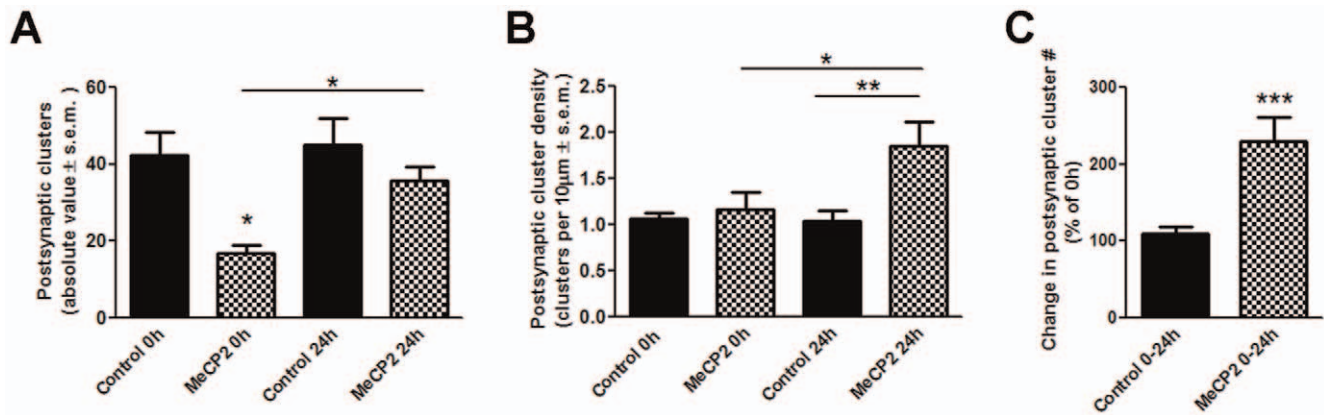 A
Postsynaptic clusters
(absolute value ± s.e.m. )
60
40
20
0
*
*
Control 0h
MeCP2 0h
Control 24h
MeCP2 24h
B
Postsynaptic cluster density
(clusters per 10µm ± s.e.m.)
2.5
2.0
1.5
1.0
0.5
0.0
*
**
Control 0h
MeCP2 0h
Control 24h
MeCP2 24h
C
Change in postsynaptic cluster #
(% of 0h)
300
200
100
0
***
Control 0-24h
MeCP2 0-24h